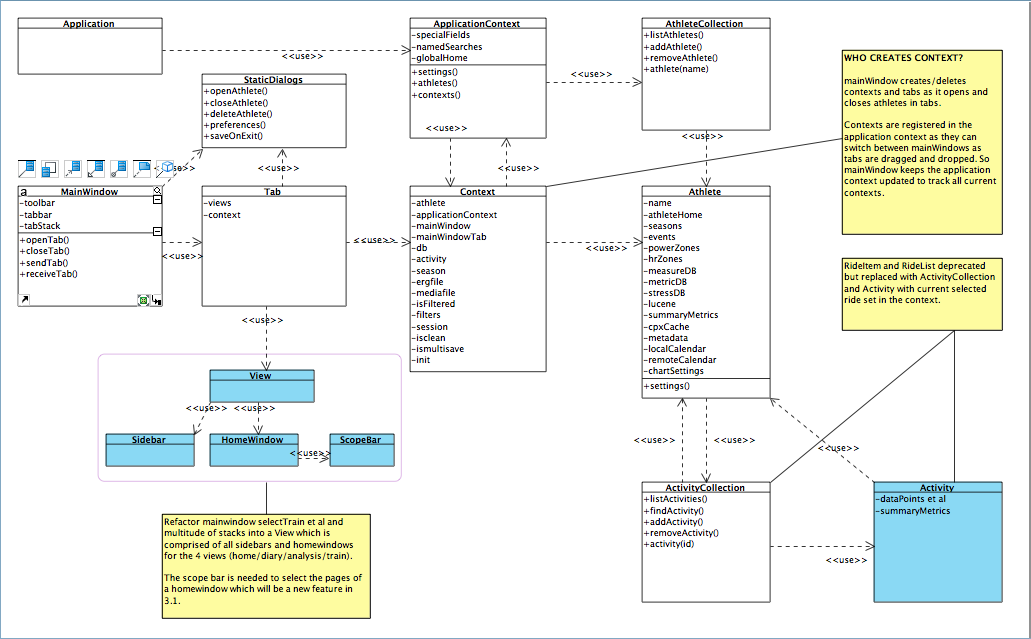 Application
<<use>>
ApplicationContext
-specialFields
-namedSearches
-globalHome
+settings()
+athletes()
+contexts()
<<use>>
<<use>>
<<use>>
AthleteCollection
+listAthletes()
+addAthlete()
+removeAthlete()
+athlete(name)
<<use>>
WHO CREATES CONTEXT?
mainWindow creates/deletes
contexts and tabs as it opens and
closes athletes in tabs.
Contexts are registered in the
application context as they can
switch between mainWindows as
tabs are dragged and dropped. So
mainWindow keeps the application
context updated to track all current
contexts.
StaticDialogs
+openAthlete()
+closeAthlete()
+deleteAthlete()
+preferences()
+saveOnExit()
<<use>>
<<use>>
a
MainWindow
-toolbar
-tabbar
-tabStack
+openTab()
+closeTab()
+sendTab()
+receiveTab()
<<use>>
Tab
-views
-context
<<use>>
<<use>>
Context
-athlete
-applicationContext
-mainWindow
-mainWindowTab
-db
-activity
-season
-ergfile
-mediafile
-isFiltered
-filters
-session
-isclean
-ismultisave
-init
<<use>>
Athlete
-name
-athleteHome
-seasons
-events
-powerZones
-hrZones
-measureDB
-metricDB
-stressDB
-lucene
-summaryMetrics
-cpxCache
-metadata
-localCalendar
-remoteCalendar
-chartSettings
+settings()
RideItem and RideList deprecated
but replaced with ActivityCollection
and Activity with current selected
ride set in the context.
View
<<use>>
<<use>>
Sidebar
HomeWindow
<<use>>
ScopeBar
<<use>>
<<use>>
<<use>>
ActivityCollection
+listActivities()
+findActivity()
+addActivity()
+removeActivity()
+activity(id)
<<use>>
Activity
-dataPoints et al
-summaryMetrics
Refactor mainwindow selectTrain et al and
multitude of stacks into a View which is
comprised of all sidebars and homewindows
for the 4 views (home/diary/analysis/train).
The scope bar is needed to select the pages of
a homewindow which will be a new feature in
3.1.